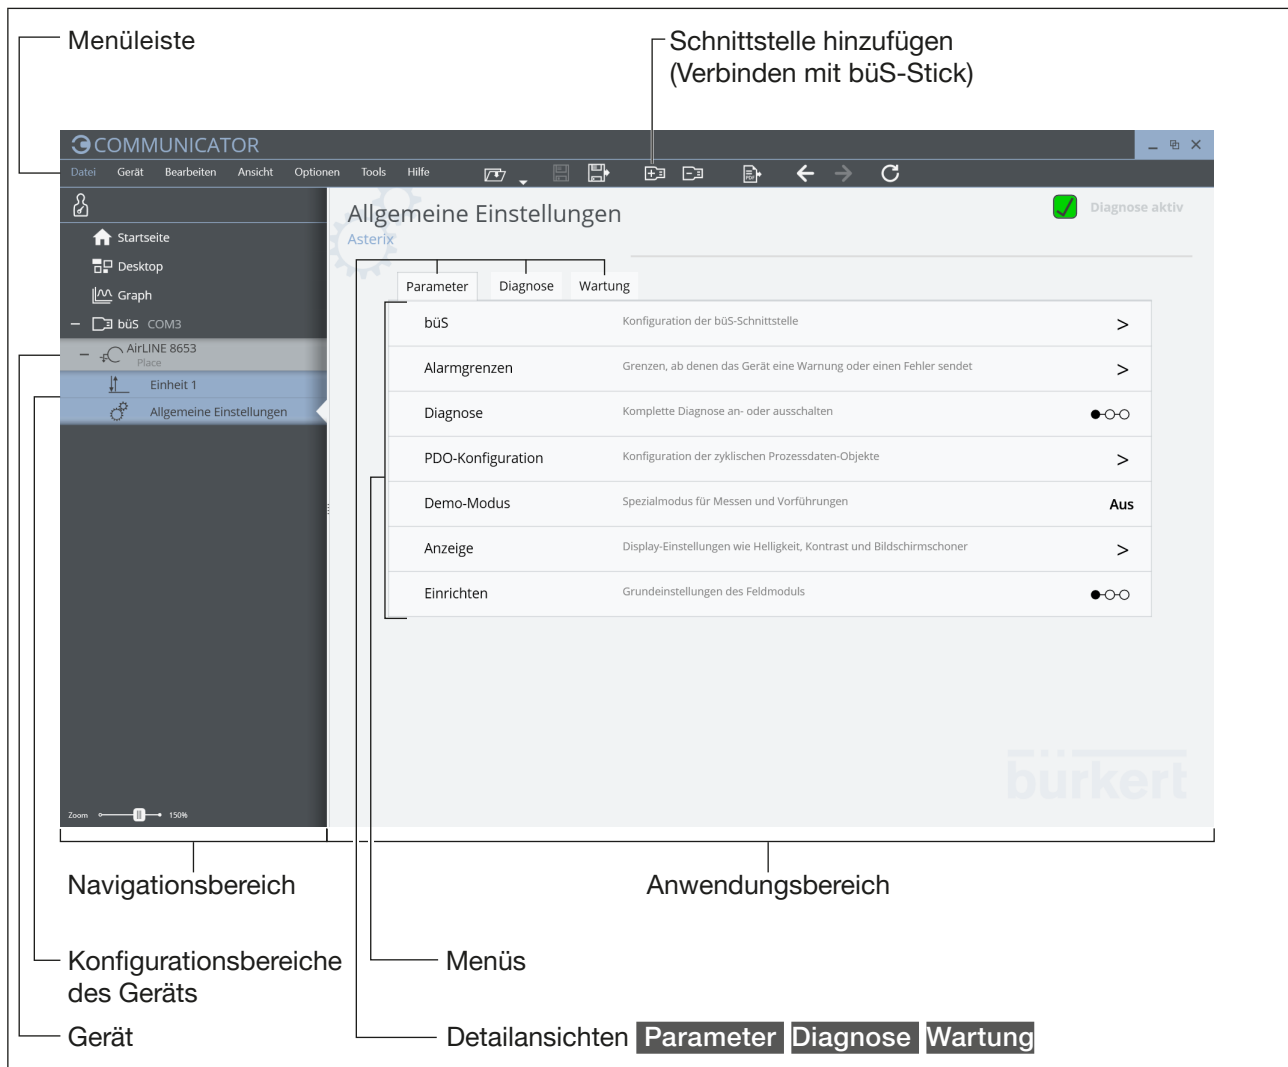 Menüleiste
Schnittstelle hinzufügen
(Verbinden mit büS-Stick)
COMMUNICATOR
Datei Gerät Bearbeiten Ansicht Optionen Tools Hilfe
PDF
Startseite
Desktop
Graph
büS COM3
AirLINE 8653
Place
Einheit 1
Allgemeine Einstellungen
Zoom 150%
Allgemeine Einstellungen
Asterix
Diagnose aktiv
Parameter Diagnose Wartung
büS Konfiguration der büS-Schnittstelle >
Alarmgrenzen Grenzen, ab denen das Gerät eine Warnung oder einen Fehler sendet >
Diagnose Komplette Diagnose an- oder ausschalten
PDO-Konfiguration Konfiguration der zyklischen Prozessdaten-Objekte >
Demo-Modus Spezialmodus für Messen und Vorführungen Aus
Anzeige Display-Einstellungen wie Helligkeit, Kontrast und Bildschirmschoner >
Einrichten Grundeinstellungen des Feldmoduls
bürkert
Navigationsbereich
Anwendungsbereich
Konfigurationsbereiche
des Geräts
Menüs
Gerät
Detailansichten Parameter Diagnose Wartung